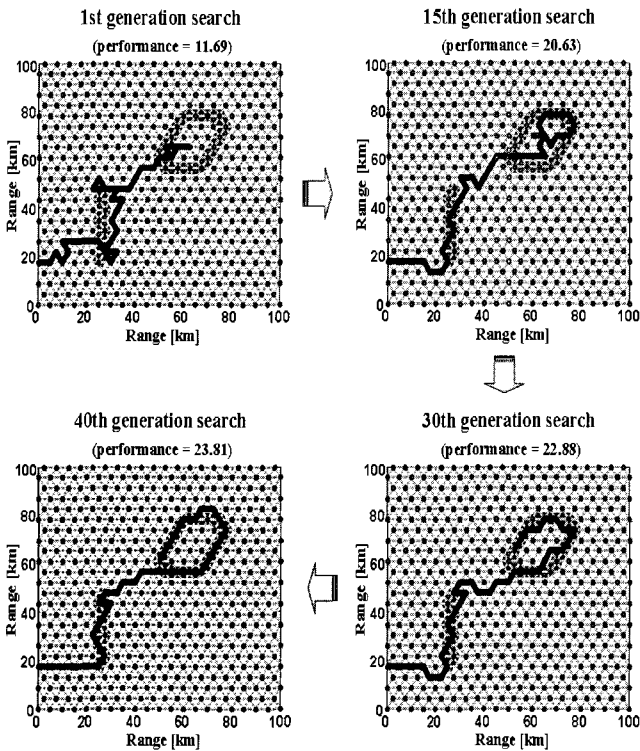 1st generation search
(performance = 11.69)
100
80
60
40
20
0
Range [km]
0 20 40 60 80 100
Range [km]
15th generation search
(performance = 20.63)
100
80
60
40
20
0
Range [km]
0 20 40 60 80 100
Range [km]
40th generation search
(performance = 23.81)
100
80
60
40
20
0
Range [km]
0 20 40 60 80 100
Range [km]
30th generation search
(performance = 22.88)
100
80
60
40
20
0
Range [km]
0 20 40 60 80 100
Range [km]